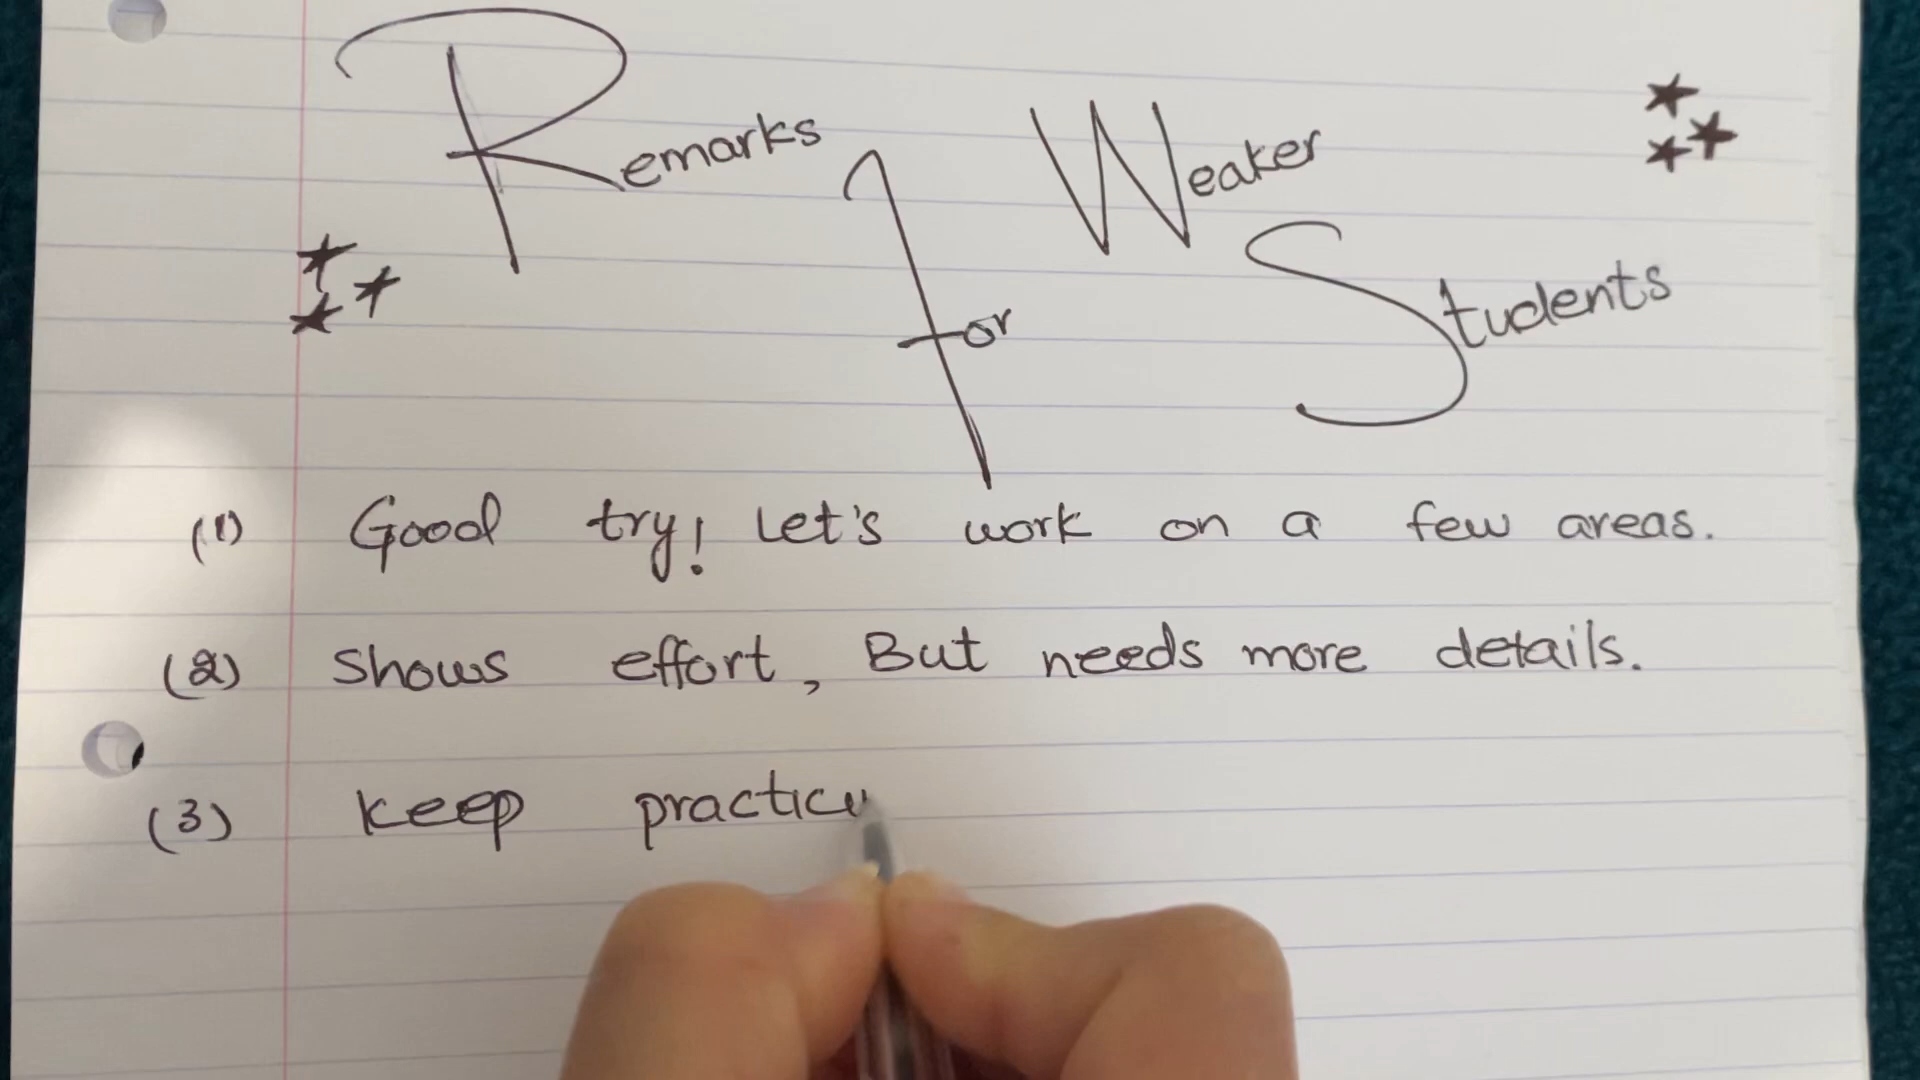 Remarks for Weaker Students
(1) Good try! Let's work on a few areas.
(2) Shows effort, But needs more details.
(3) keep